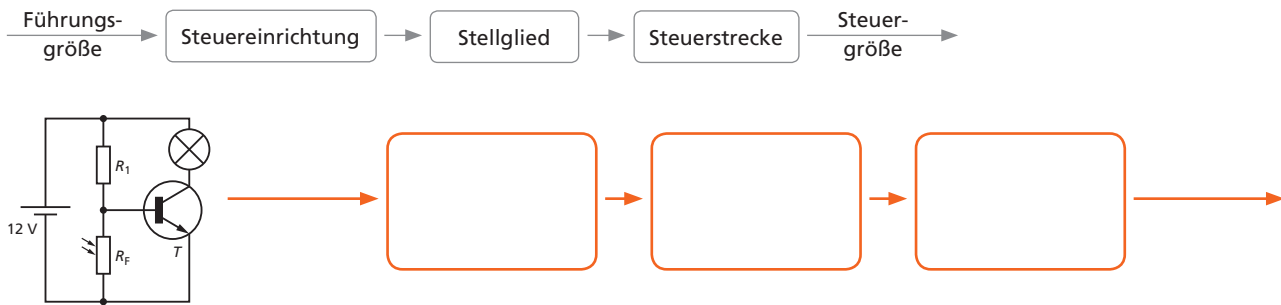 Führungs-
größe
Steuereinrichtung
Stellglied
Steuerstrecke
Steuer-
größe
R1
12 V
RF
T